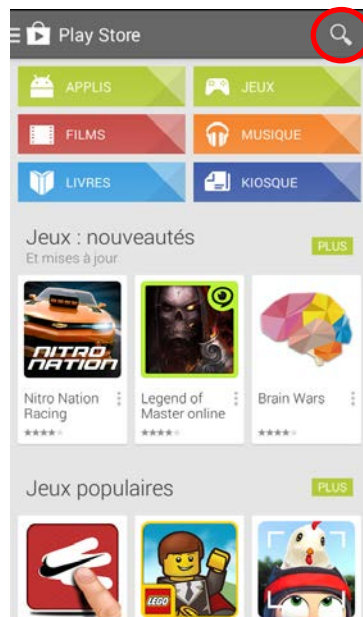 Play Store
APPLIS
JEUX
FILMS
MUSIQUE
LIVRES
KIOSQUE
Jeux : nouveautés
PLUS
Et mises à jour
NITRO
NATION
Nitro Nation
Racing
Legend of
Master online
Brain Wars
Jeux populaires
PLUS
LEGO